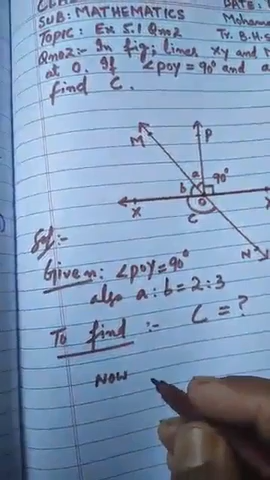 DATE:
SUB: MATHEMATICS
Topic: Ex 5.1 Qno2
Tr. B.H.S
Qno2:- In fig; lines xy and
at O. If ∠poy = 90° and a
find C.
M
P
a
90°
b
O
x
C
N
Sol:-
Given: ∠poy = 90°
also a : b = 2 : 3
To find :- C = ?
NOW